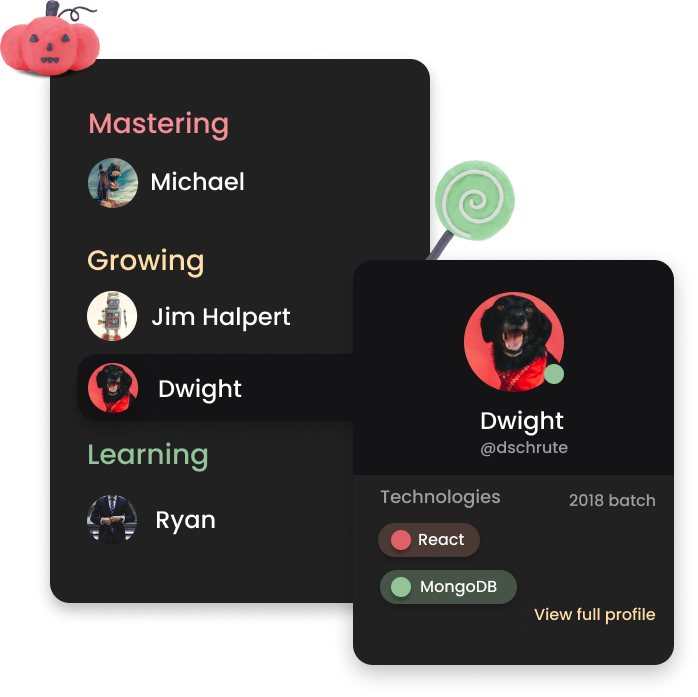 Mastering
Michael
Growing
Jim Halpert
Dwight
Learning
Ryan
Dwight
@dschrute
Technologies
2018 batch
React
MongoDB
View full profile